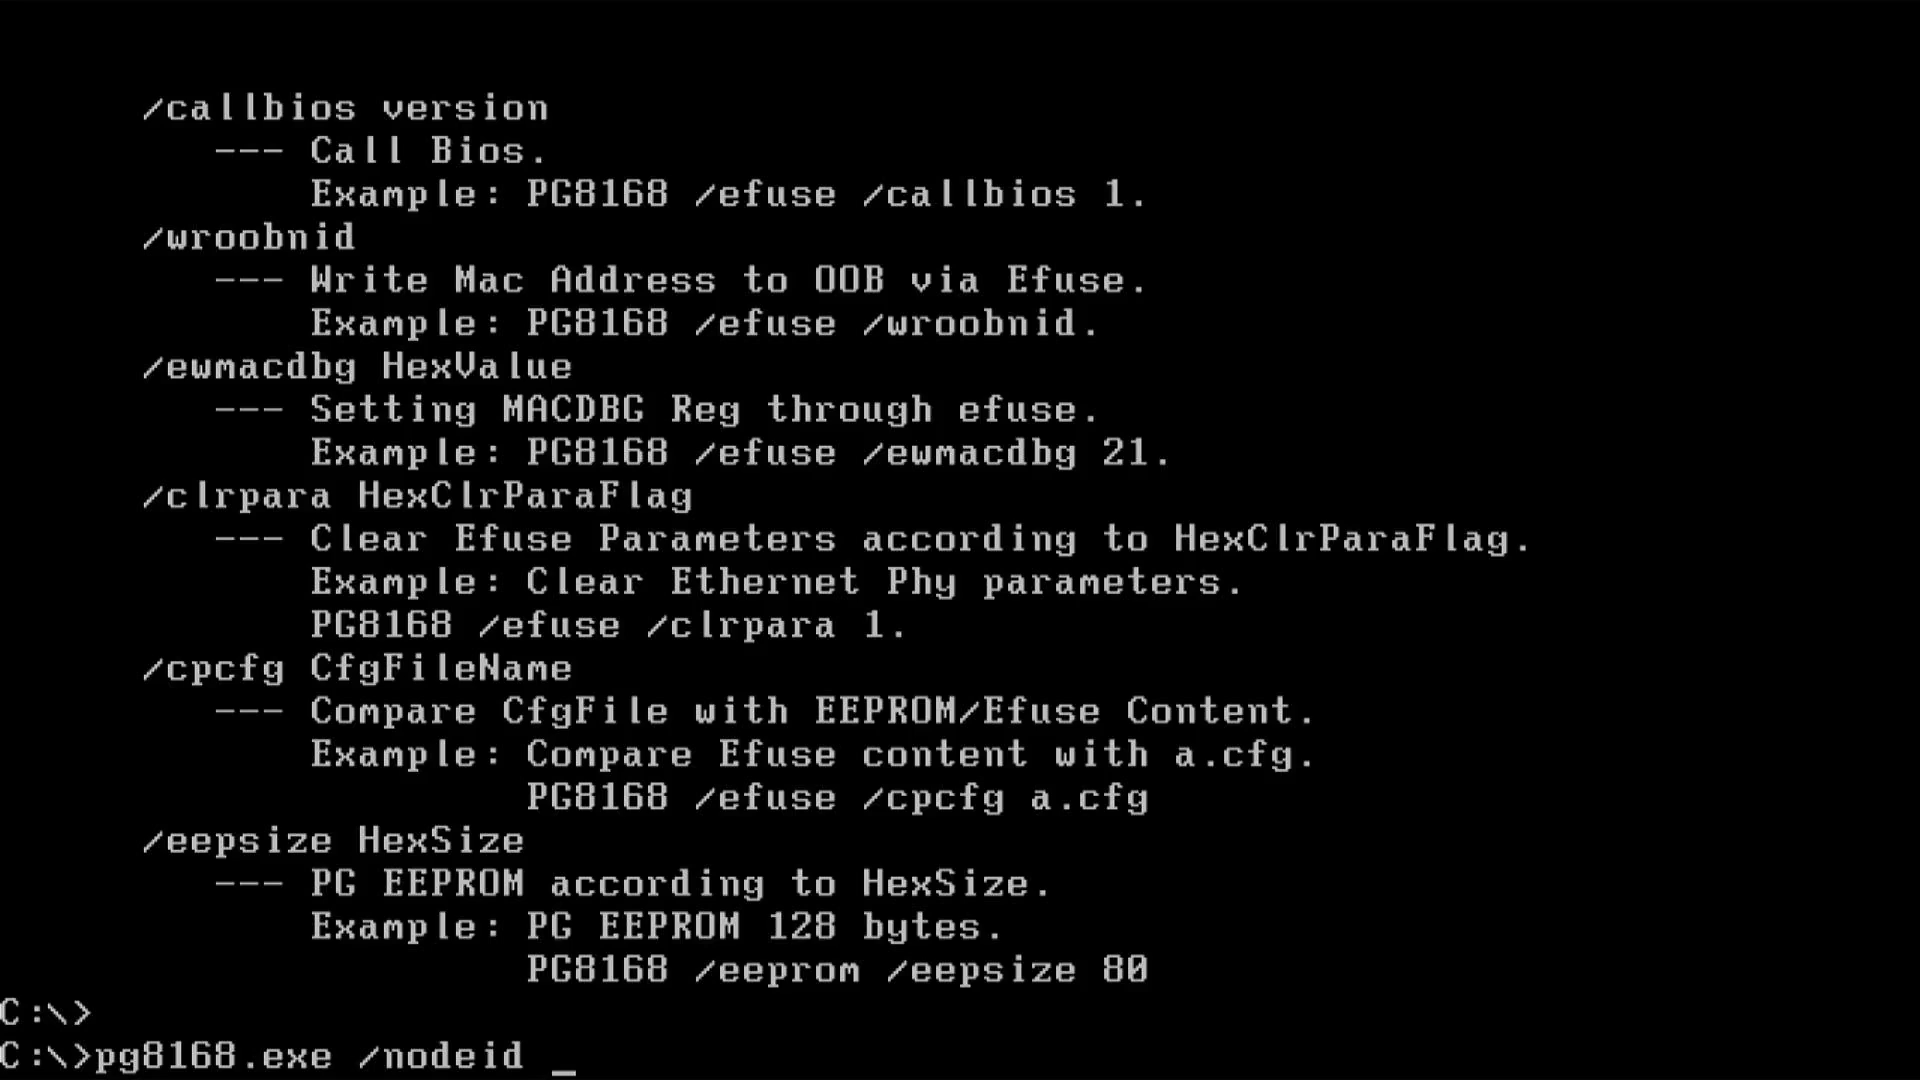 /callbios version
--- Call Bios.
Example: PG8168 /efuse /callbios 1.
/wroobnid
--- Write Mac Address to OOB via Efuse.
Example: PG8168 /efuse /wroobnid.
/ewmacdbg HexValue
--- Setting MACDBG Reg through efuse.
Example: PG8168 /efuse /ewmacdbg 21.
/clrpara HexClrParaFlag
--- Clear Efuse Parameters according to HexClrParaFlag.
Example: Clear Ethernet Phy parameters.
PG8168 /efuse /clrpara 1.
/cpcfg CfgFileName
--- Compare CfgFile with EEPROM/Efuse Content.
Example: Compare Efuse content with a.cfg.
PG8168 /efuse /cpcfg a.cfg
/eepsize HexSize
--- PG EEPROM according to HexSize.
Example: PG EEPROM 128 bytes.
PG8168 /eeprom /eepsize 80
C:\>
C:\>pg8168.exe /nodeid _